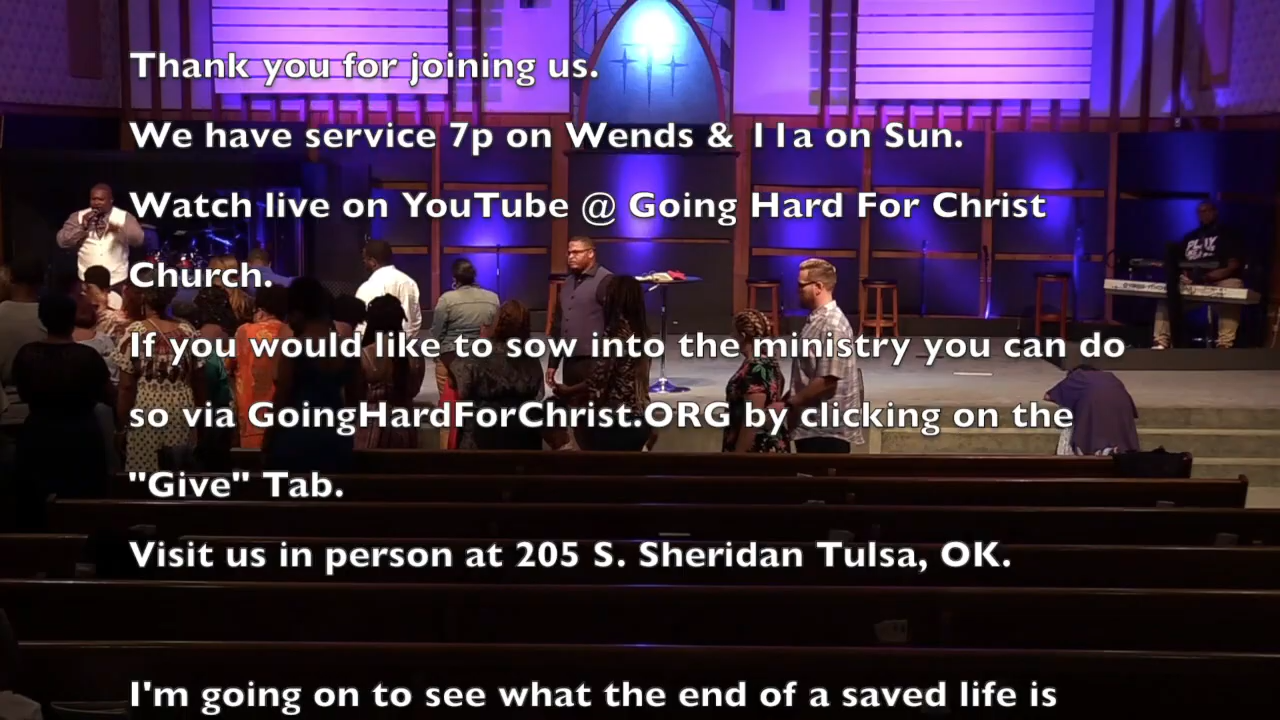 Thank you for joining us.
We have service 7p on Wends & 11a on Sun.
Watch live on YouTube @ Going Hard For Christ
Church.
If you would like to sow into the ministry you can do
so via GoingHardForChrist.ORG by clicking on the
"Give" Tab.
Visit us in person at 205 S. Sheridan Tulsa, OK.
I'm going on to see what the end of a saved life is